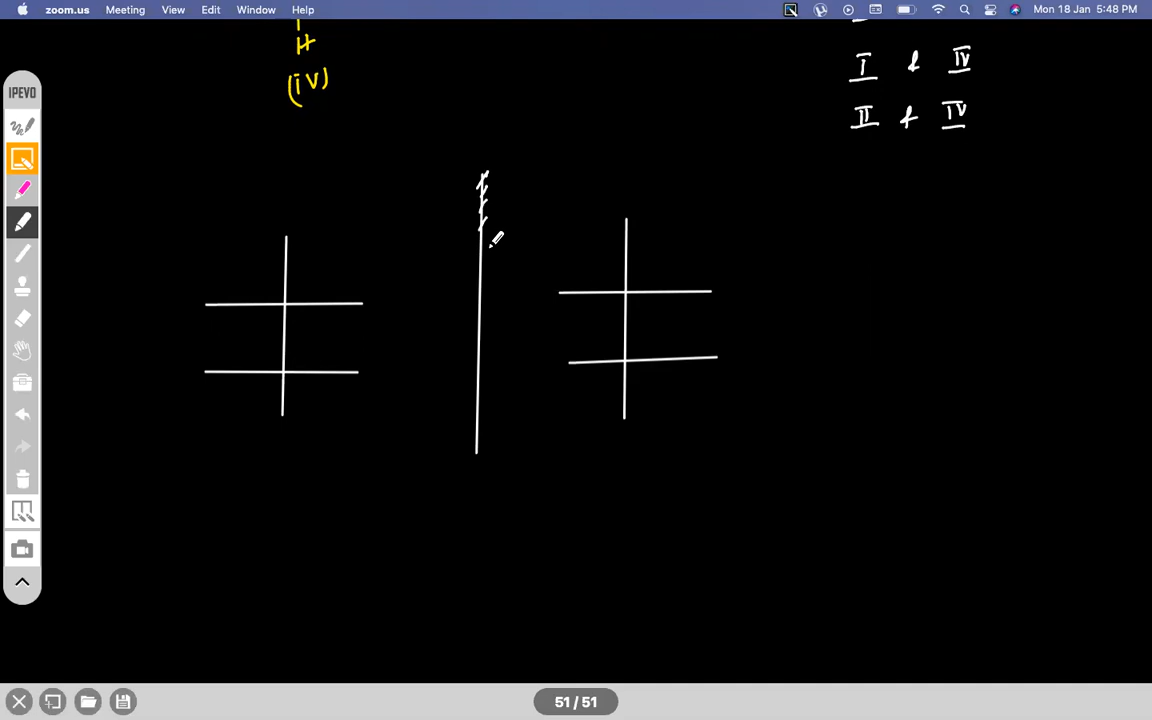 zoom.us Meeting View Edit Window Help Mon 18 Jan 5:48 PM
H
(iv)
I & IV
II & IV
IPEVO
51 / 51